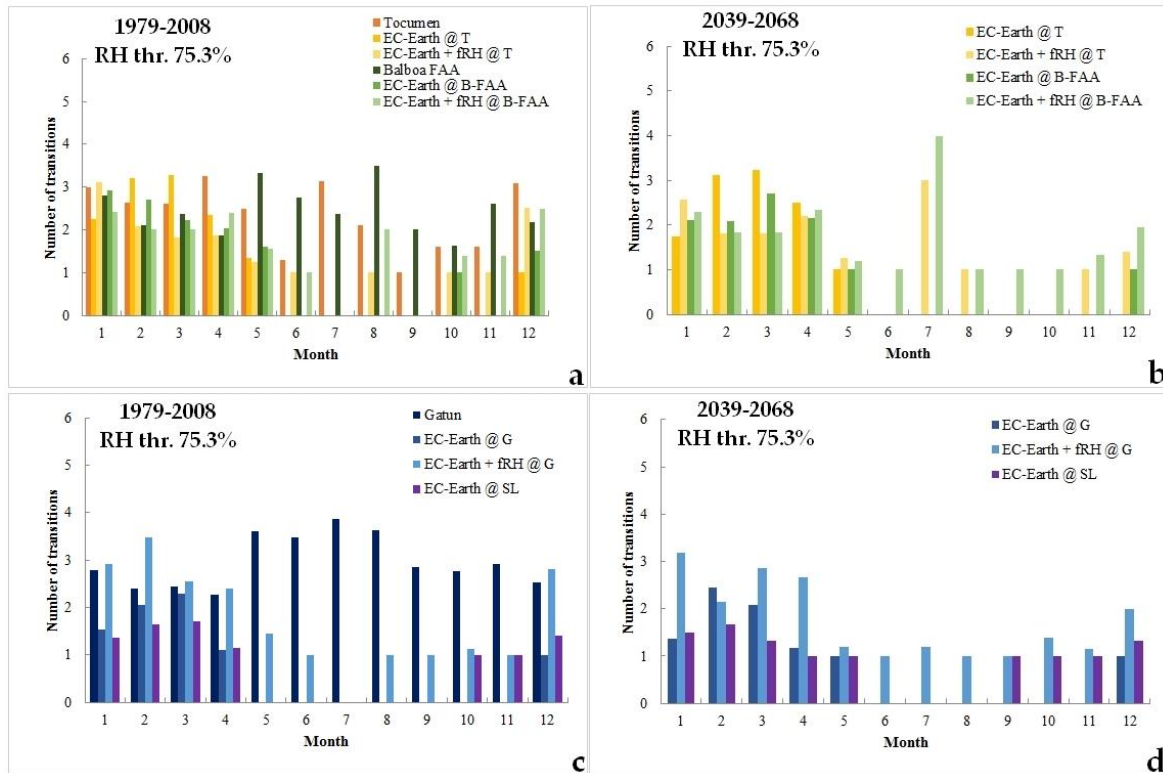 1979-2008
RH thr. 75.3%
Tocumen
EC-Earth @ T
EC-Earth + fRH @ T
Balboa FAA
EC-Earth @ B-FAA
EC-Earth + fRH @ B-FAA
Number of transitions
6
5
4
3
2
1
0
1 2 3 4 5 6 7 8 9 10 11 12
Month
a
2039-2068
RH thr. 75.3%
EC-Earth @ T
EC-Earth + fRH @ T
EC-Earth @ B-FAA
EC-Earth + fRH @ B-FAA
Number of transitions
6
5
4
3
2
1
0
1 2 3 4 5 6 7 8 9 10 11 12
Month
b
1979-2008
RH thr. 75.3%
Gatun
EC-Earth @ G
EC-Earth + fRH @ G
EC-Earth @ SL
Number of transitions
6
5
4
3
2
1
0
1 2 3 4 5 6 7 8 9 10 11 12
Month
c
2039-2068
RH thr. 75.3%
EC-Earth @ G
EC-Earth + fRH @ G
EC-Earth @ SL
Number of transitions
6
5
4
3
2
1
0
1 2 3 4 5 6 7 8 9 10 11 12
Month
d